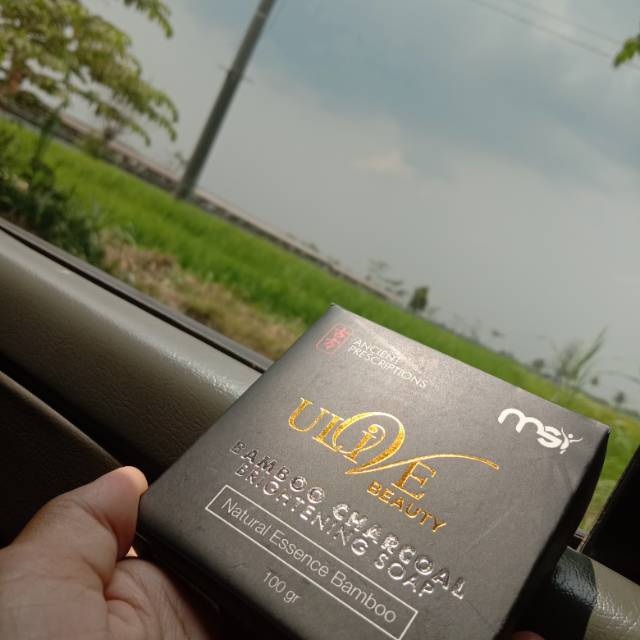 ANCIENT
PRESCRIPTIONS
msi
ULIVE
BEAUTY
BAMBOO CHARCOAL
BRIGHTENING SOAP
Natural Essence Bamboo
100 gr